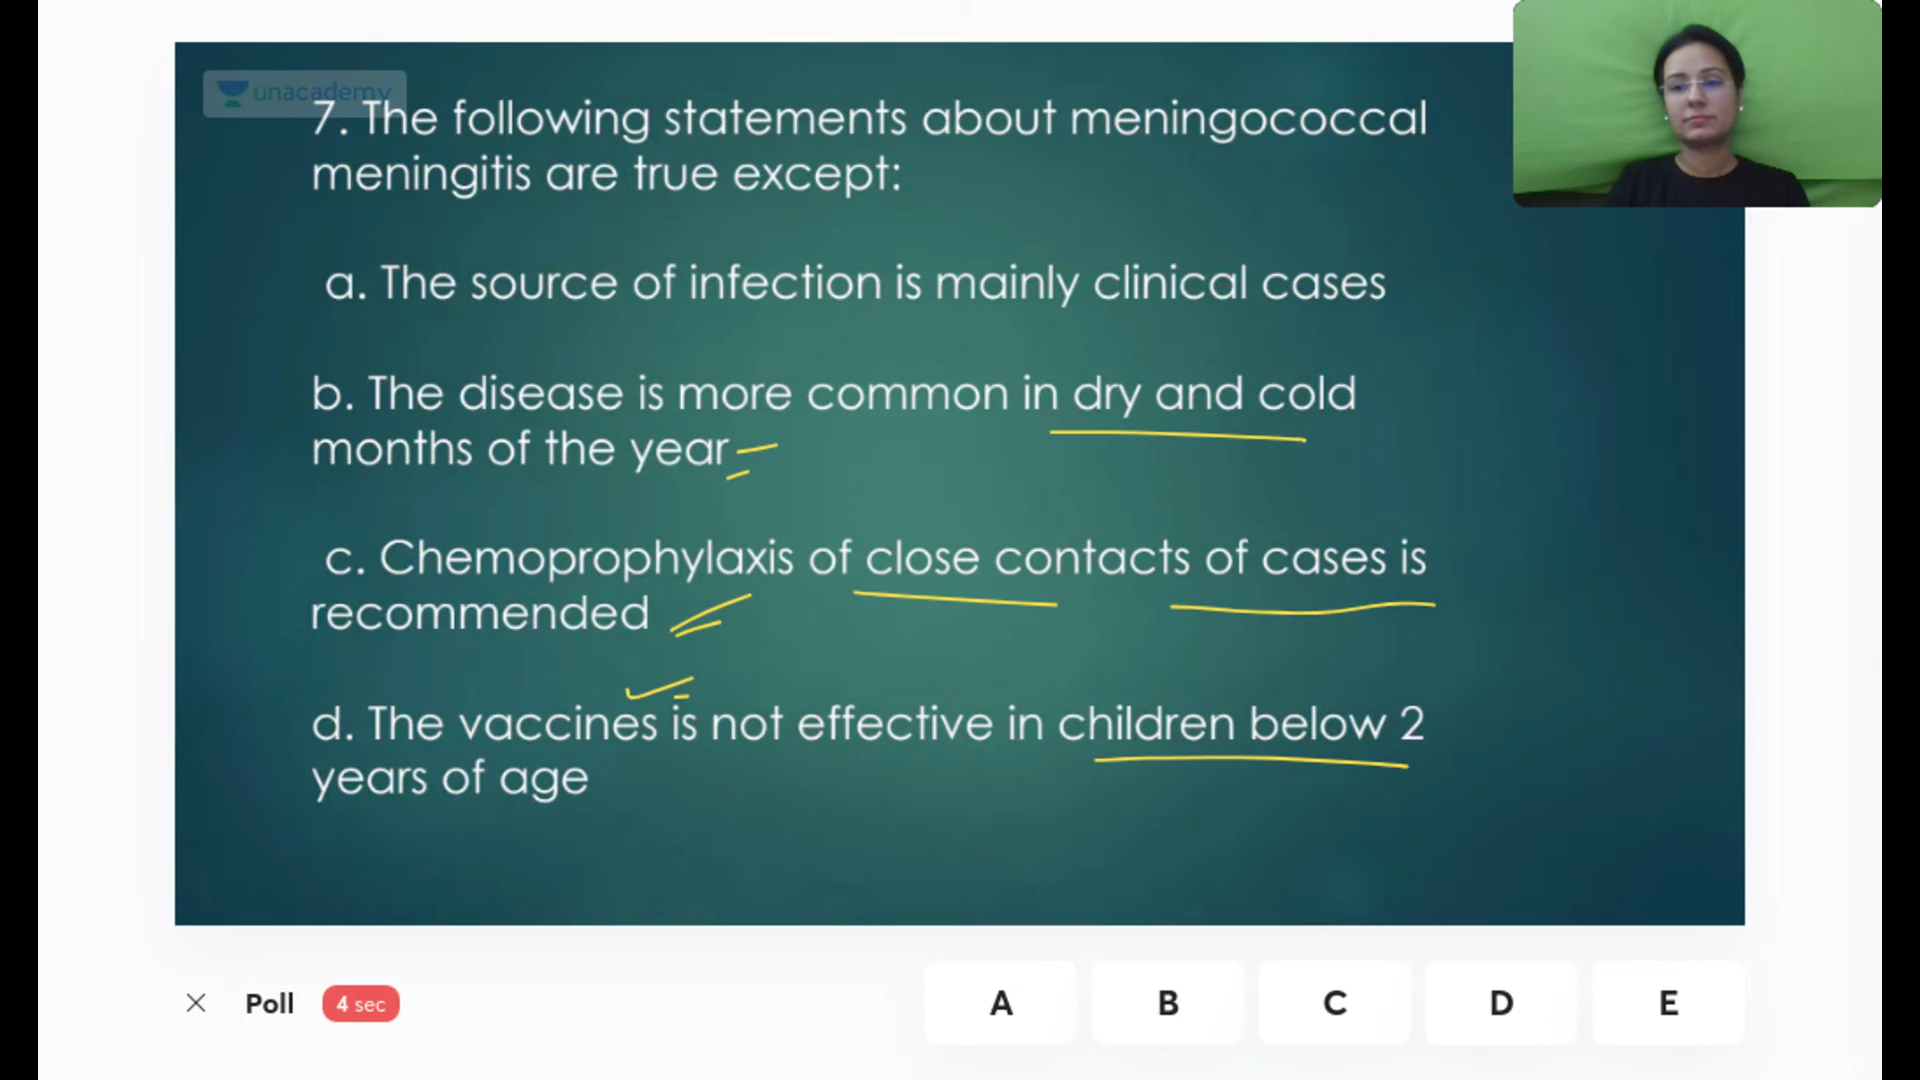 unacademy
7. The following statements about meningococcal
meningitis are true except:
a. The source of infection is mainly clinical cases
b. The disease is more common in dry and cold
months of the year
c. Chemoprophylaxis of close contacts of cases is
recommended
d. The vaccines is not effective in children below 2
years of age
Poll 4 sec A B C D E